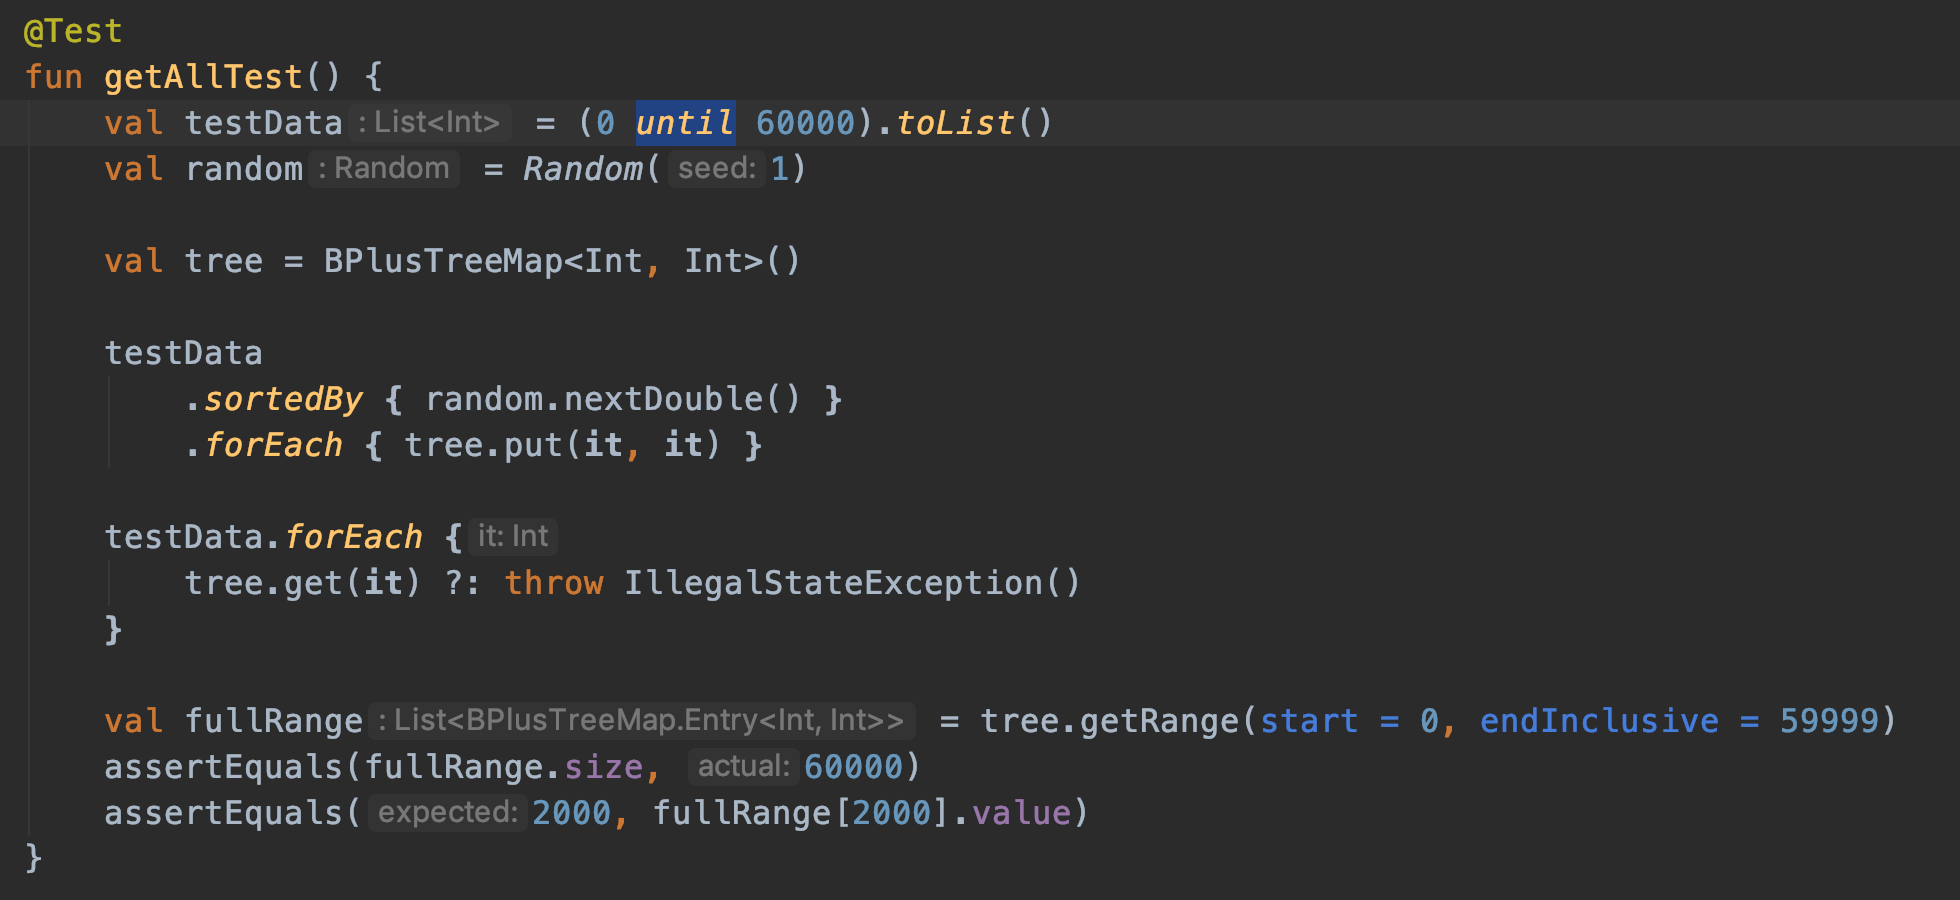 @Test
fun getAllTest() {
    val testData : List<Int> = (0 until 60000).toList()
    val random : Random = Random( seed: 1)

    val tree = BPlusTreeMap<Int, Int>()

    testData
        .sortedBy { random.nextDouble() }
        .forEach { tree.put(it, it) }

    testData.forEach { it: Int
        tree.get(it) ?: throw IllegalStateException()
    }

    val fullRange : List<BPlusTreeMap.Entry<Int, Int>> = tree.getRange(start = 0, endInclusive = 59999)
    assertEquals(fullRange.size, actual: 60000)
    assertEquals( expected: 2000, fullRange[2000].value)
}